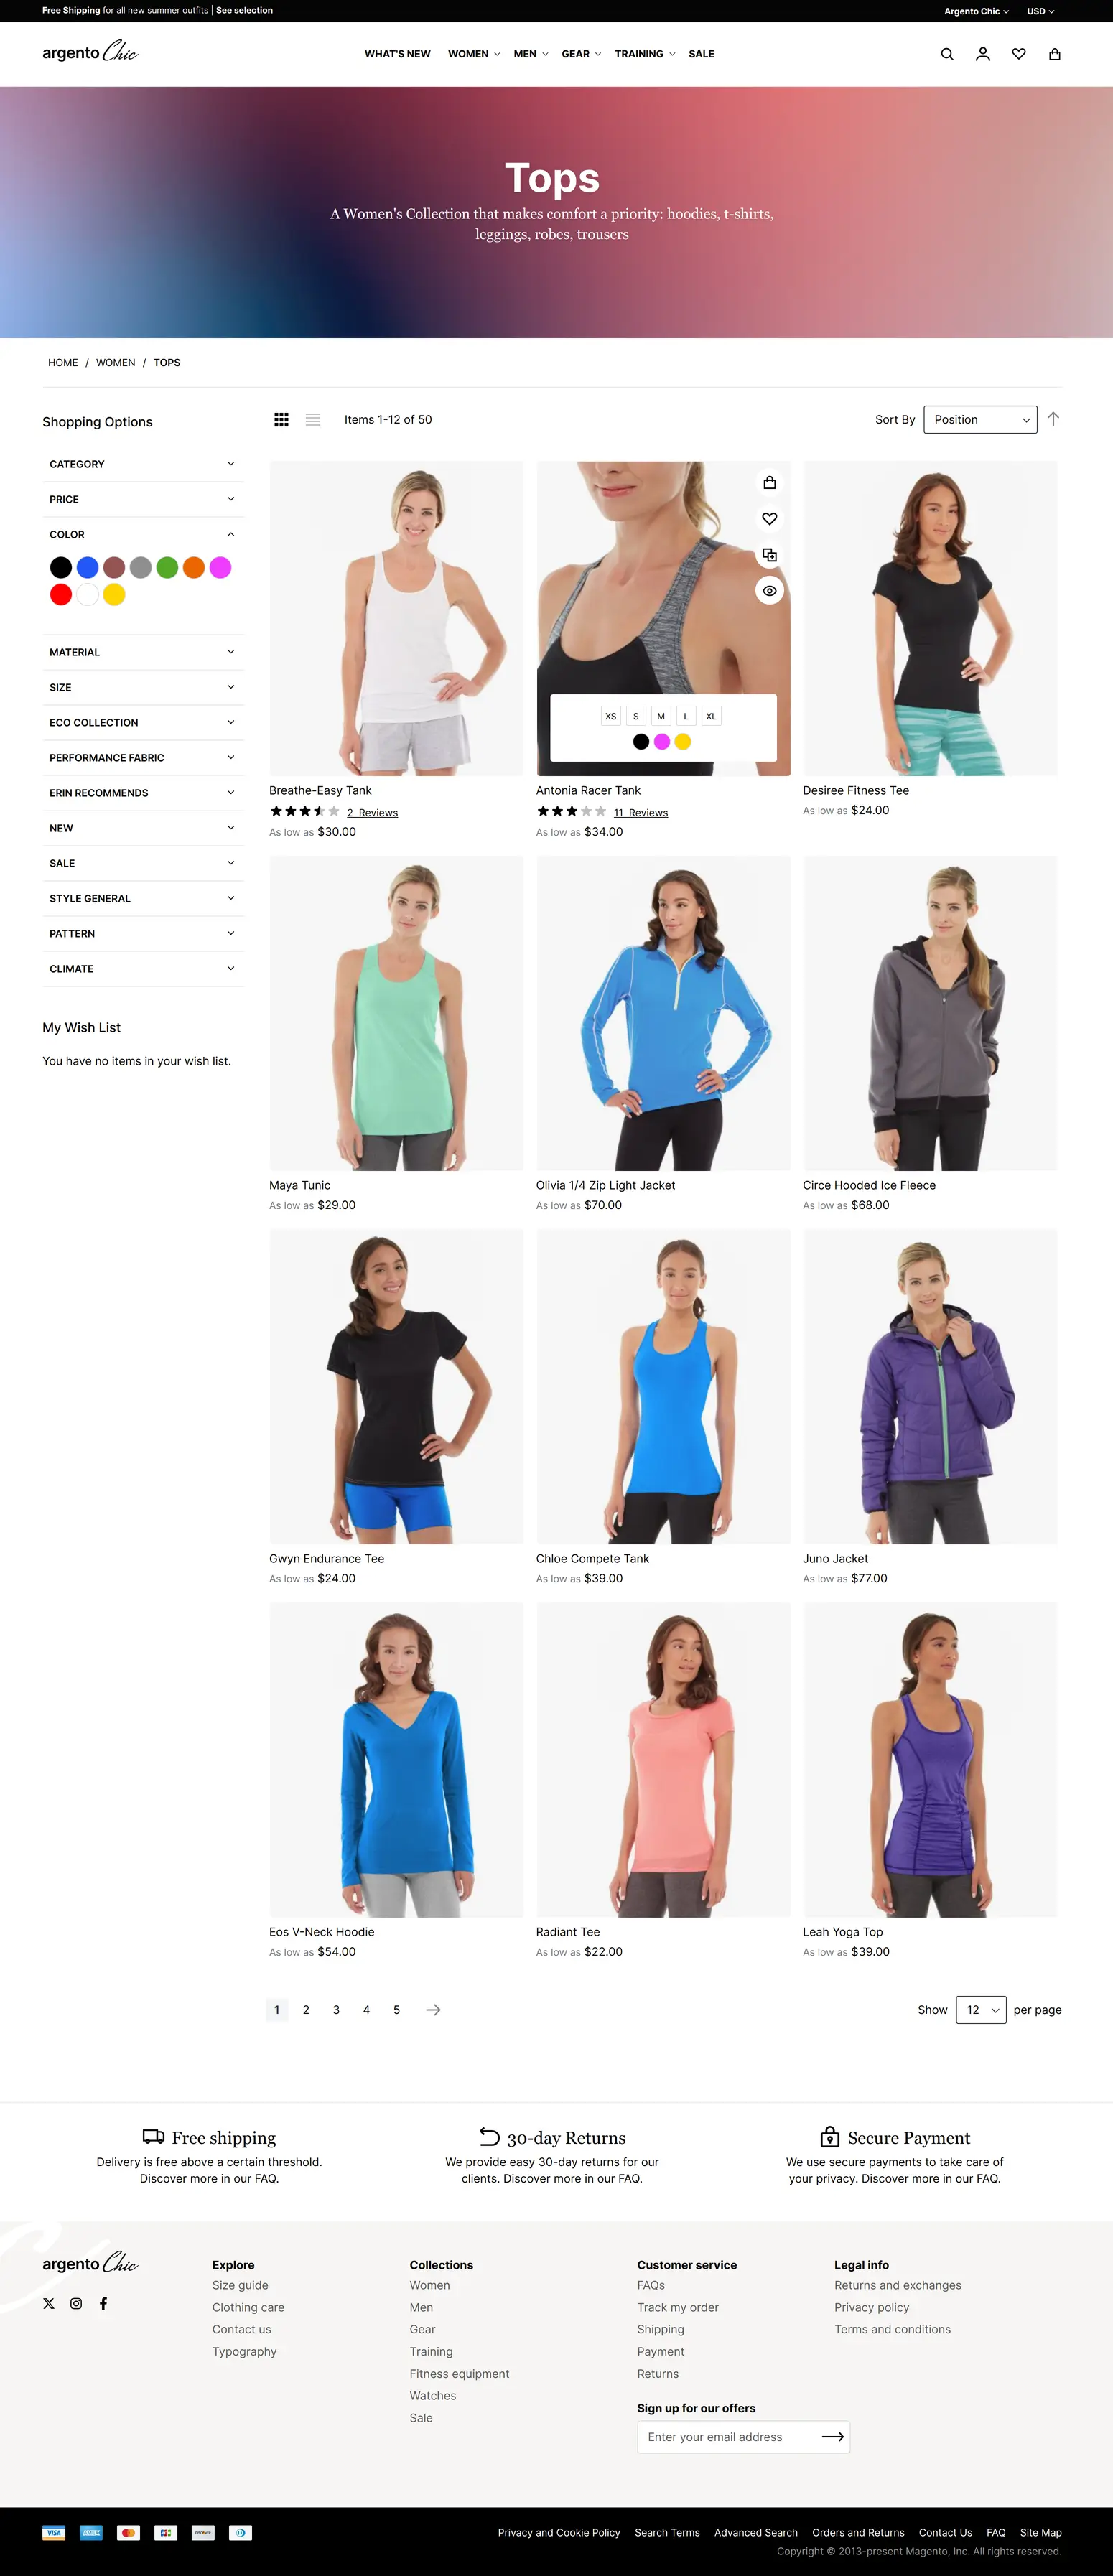 Free Shipping for all new summer outfits | See selection
Argento Chic
USD
argento Chic
WHAT'S NEW
WOMEN
MEN
GEAR
TRAINING
SALE
Tops
A Women's Collection that makes comfort a priority: hoodies, t-shirts,
leggings, robes, trousers
HOME / WOMEN / TOPS
Shopping Options
CATEGORY
PRICE
COLOR
MATERIAL
SIZE
ECO COLLECTION
PERFORMANCE FABRIC
ERIN RECOMMENDS
NEW
SALE
STYLE GENERAL
PATTERN
CLIMATE
My Wish List
You have no items in your wish list.
Items 1-12 of 50
Sort By
Position
Breathe-Easy Tank
2 Reviews
As low as $30.00
XS
S
M
L
XL
Antonia Racer Tank
11 Reviews
As low as $34.00
Desiree Fitness Tee
As low as $24.00
Maya Tunic
As low as $29.00
Olivia 1/4 Zip Light Jacket
As low as $70.00
Circe Hooded Ice Fleece
As low as $68.00
Gwyn Endurance Tee
As low as $24.00
Chloe Compete Tank
As low as $39.00
Juno Jacket
As low as $77.00
Eos V-Neck Hoodie
As low as $54.00
Radiant Tee
As low as $22.00
Leah Yoga Top
As low as $39.00
1
2
3
4
5
Show
12
per page
Free shipping
Delivery is free above a certain threshold.
Discover more in our FAQ.
30-day Returns
We provide easy 30-day returns for our
clients. Discover more in our FAQ.
Secure Payment
We use secure payments to take care of
your privacy. Discover more in our FAQ.
argento Chic
Explore
Size guide
Clothing care
Contact us
Typography
Collections
Women
Men
Gear
Training
Fitness equipment
Watches
Sale
Customer service
FAQs
Track my order
Shipping
Payment
Returns
Sign up for our offers
Enter your email address
Legal info
Returns and exchanges
Privacy policy
Terms and conditions
VISA
AMEX
JCB
DISCOVER
Privacy and Cookie Policy
Search Terms
Advanced Search
Orders and Returns
Contact Us
FAQ
Site Map
Copyright © 2013-present Magento, Inc. All rights reserved.